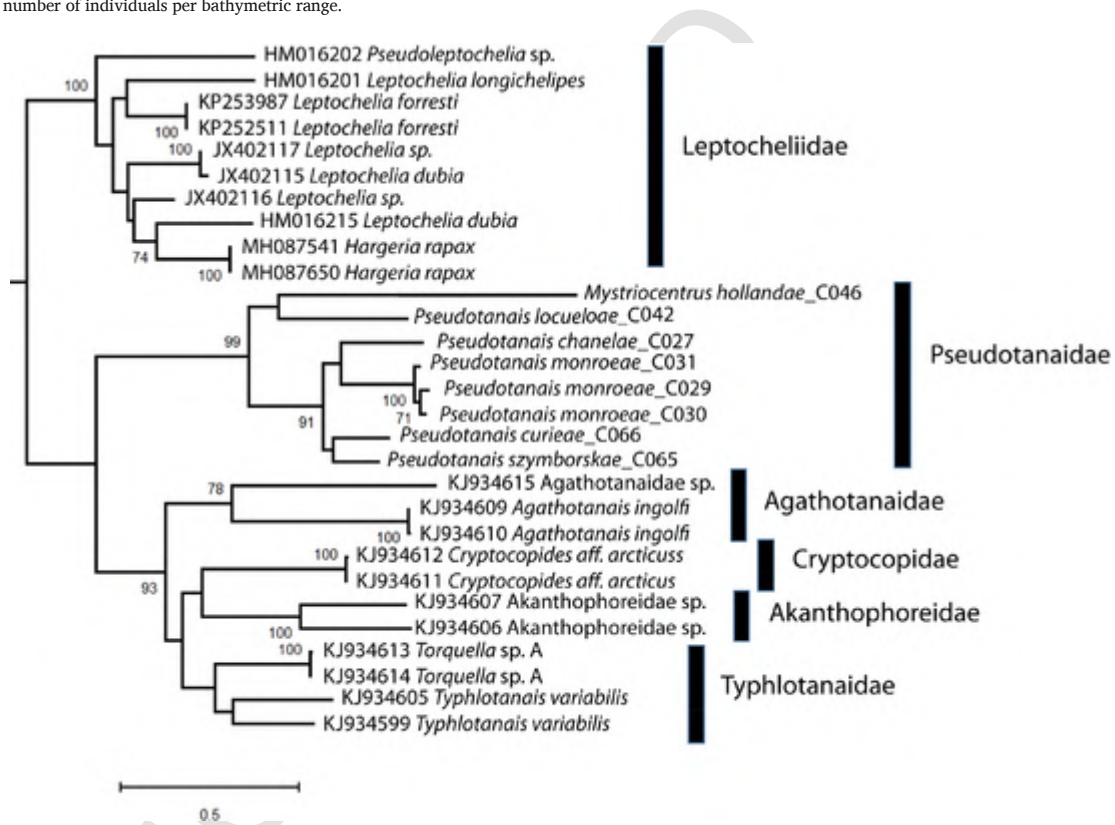 number of individuals per bathymetric range.
HM016202 Pseudoleptochelia sp.
100
HM016201 Leptochelia longichelipes
KP253987 Leptochelia forresti
KP252511 Leptochelia forresti
100
100
JX402117 Leptochelia sp.
JX402115 Leptochelia dubia
JX402116 Leptochelia sp.
HM016215 Leptochelia dubia
MH087541 Hargeria rapax
74
MH087650 Hargeria rapax
100
Leptocheliidae
Mystriocentrus hollandae_C046
Pseudotanais locueloae_C042
99
Pseudotanais chanelae_C027
Pseudotanais monroeae_C031
Pseudotanais monroeae_C029
100
Pseudotanais monroeae_C030
71
91
Pseudotanais curieae_C066
Pseudotanais szymborskae_C065
Pseudotanaidae
KJ934615 Agathotanaidae sp.
78
KJ934609 Agathotanais ingolfi
KJ934610 Agathotanais ingolfi
100
Agathotanaidae
100
KJ934612 Cryptocopides aff. arcticuss
KJ934611 Cryptocopides aff. arcticus
Cryptocopidae
93
KJ934607 Akanthophoreidae sp.
KJ934606 Akanthophoreidae sp.
100
Akanthophoreidae
100
KJ934613 Torquella sp. A
KJ934614 Torquella sp. A
KJ934605 Typhlotanais variabilis
KJ934599 Typhlotanais variabilis
Typhlotanaidae
0.5